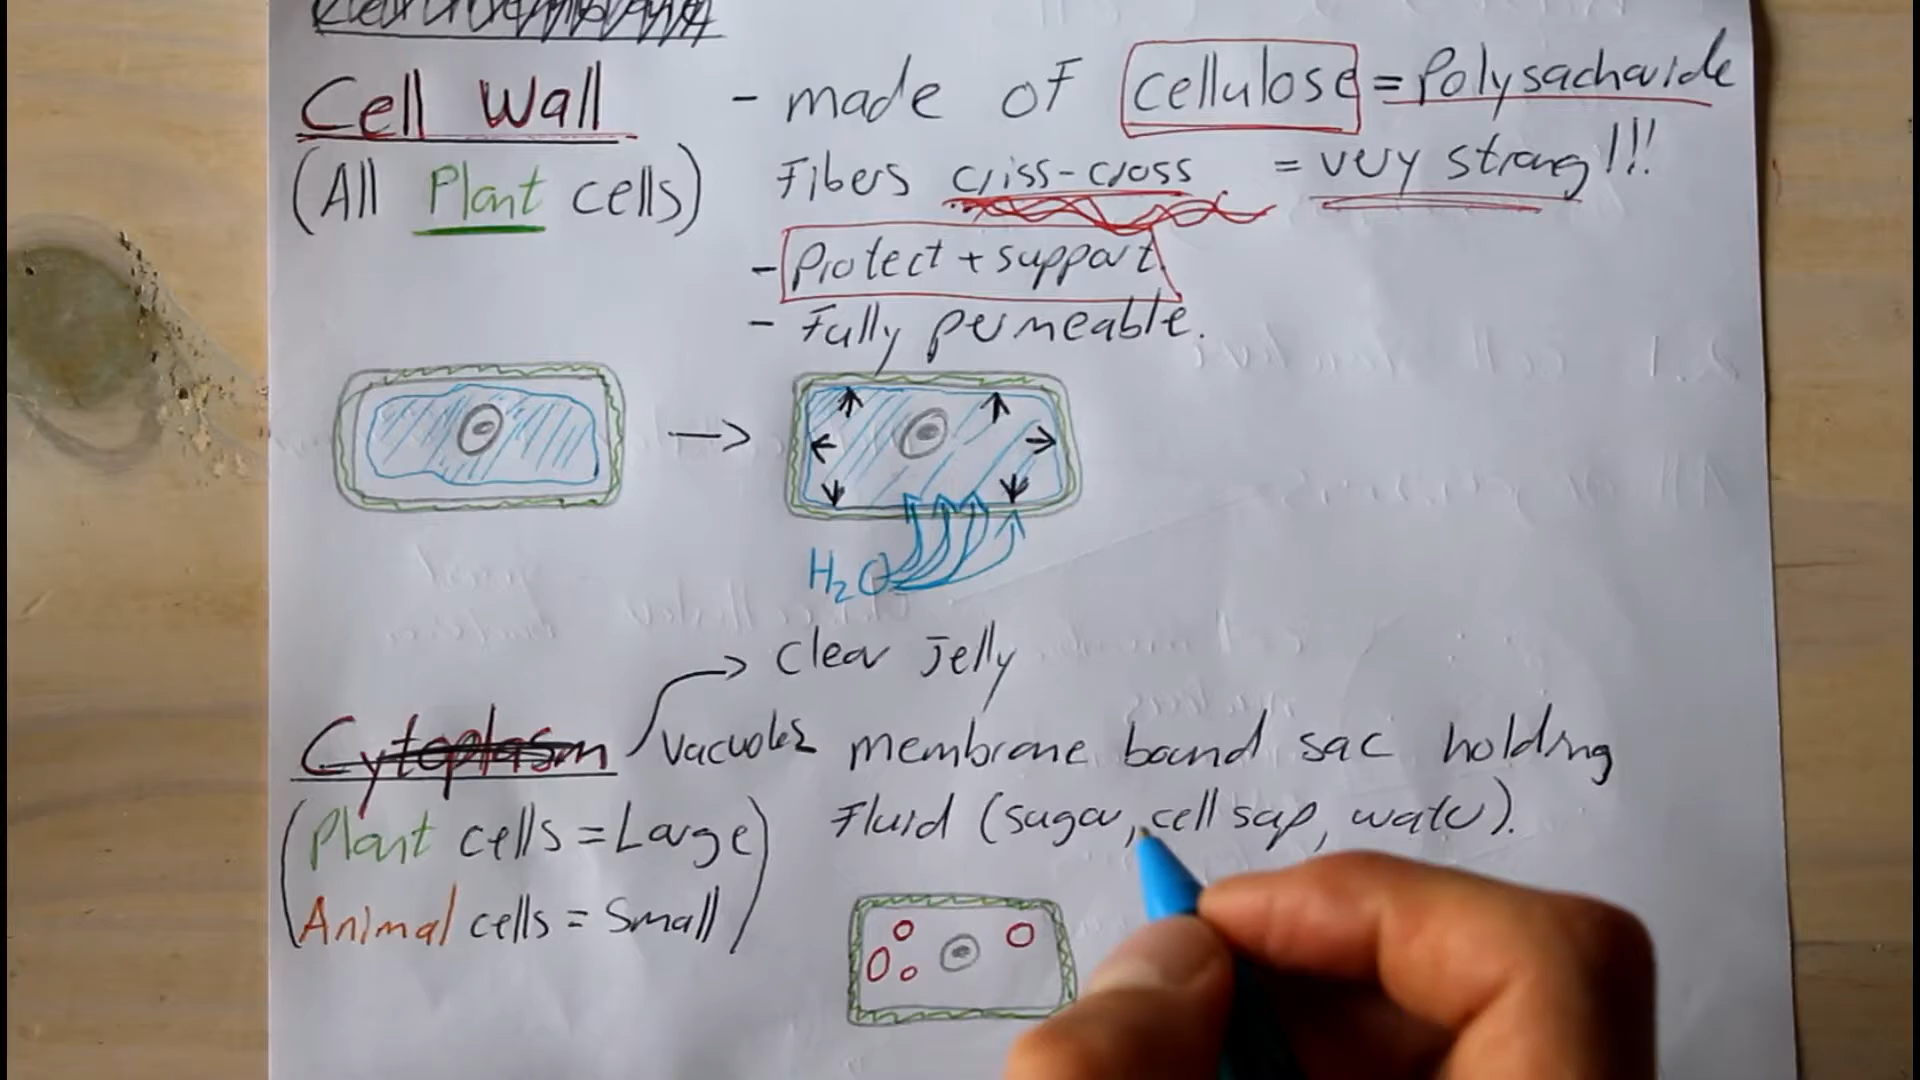 Cell Wall - made of cellulose = Polysacharide
(All Plant cells) Fibers criss-cross = very strong!!!
- Protect + support.
- Fully permeable.
H₂O
Clear Jelly
Cytoplasm vacuoles membrane bound sac holding
(Plant cells = Large) Fluid (sugar, cell sap, water).
Animal cells = Small